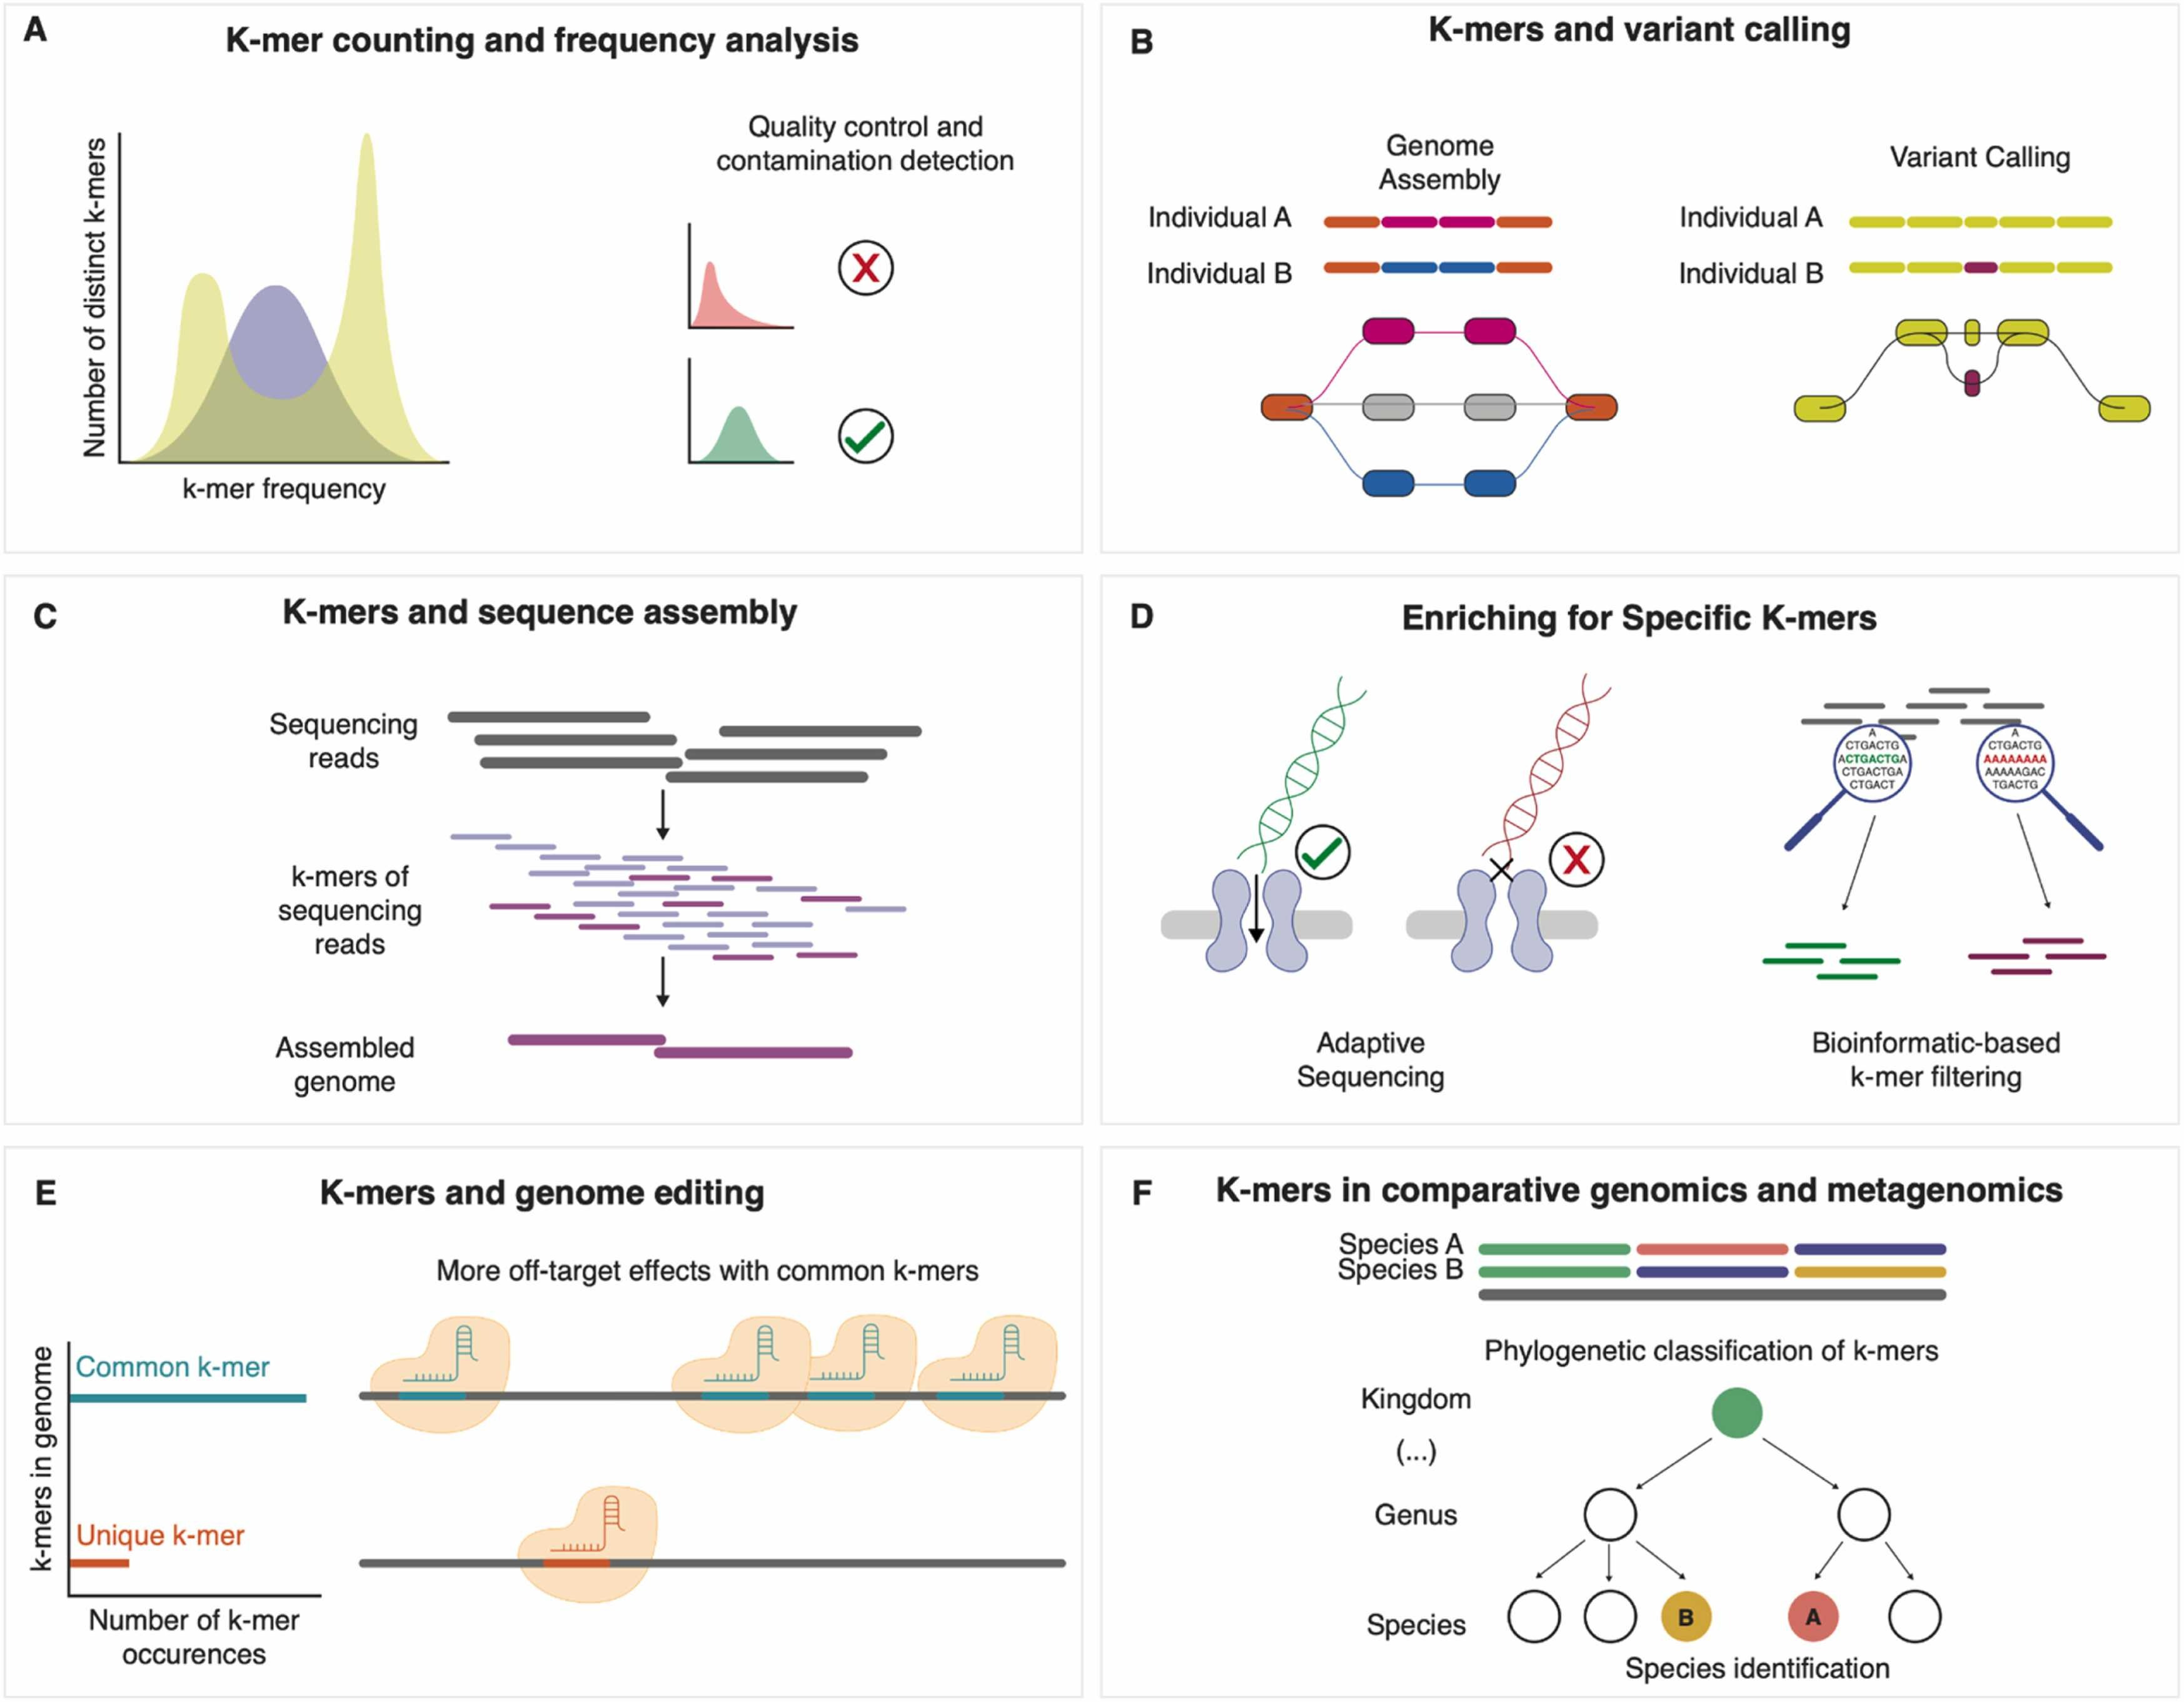 A
K-mer counting and frequency analysis
Number of distinct k-mers
k-mer frequency
Quality control and
contamination detection
X
B
K-mers and variant calling
Genome
Assembly
Individual A
Individual B
Variant Calling
Individual A
Individual B
C
K-mers and sequence assembly
Sequencing
reads
k-mers of
sequencing
reads
Assembled
genome
D
Enriching for Specific K-mers
X
Adaptive
Sequencing
A
CTGACTG
ACTGACTGA
CTGACTGA
CTGACT
A
CTGACTG
AAAAAAAA
AAAAAGAC
TGACTG
Bioinformatic-based
k-mer filtering
E
K-mers and genome editing
More off-target effects with common k-mers
k-mers in genome
Common k-mer
Unique k-mer
Number of k-mer
occurences
F
K-mers in comparative genomics and metagenomics
Species A
Species B
Phylogenetic classification of k-mers
Kingdom
(...)
Genus
Species
B
A
Species identification